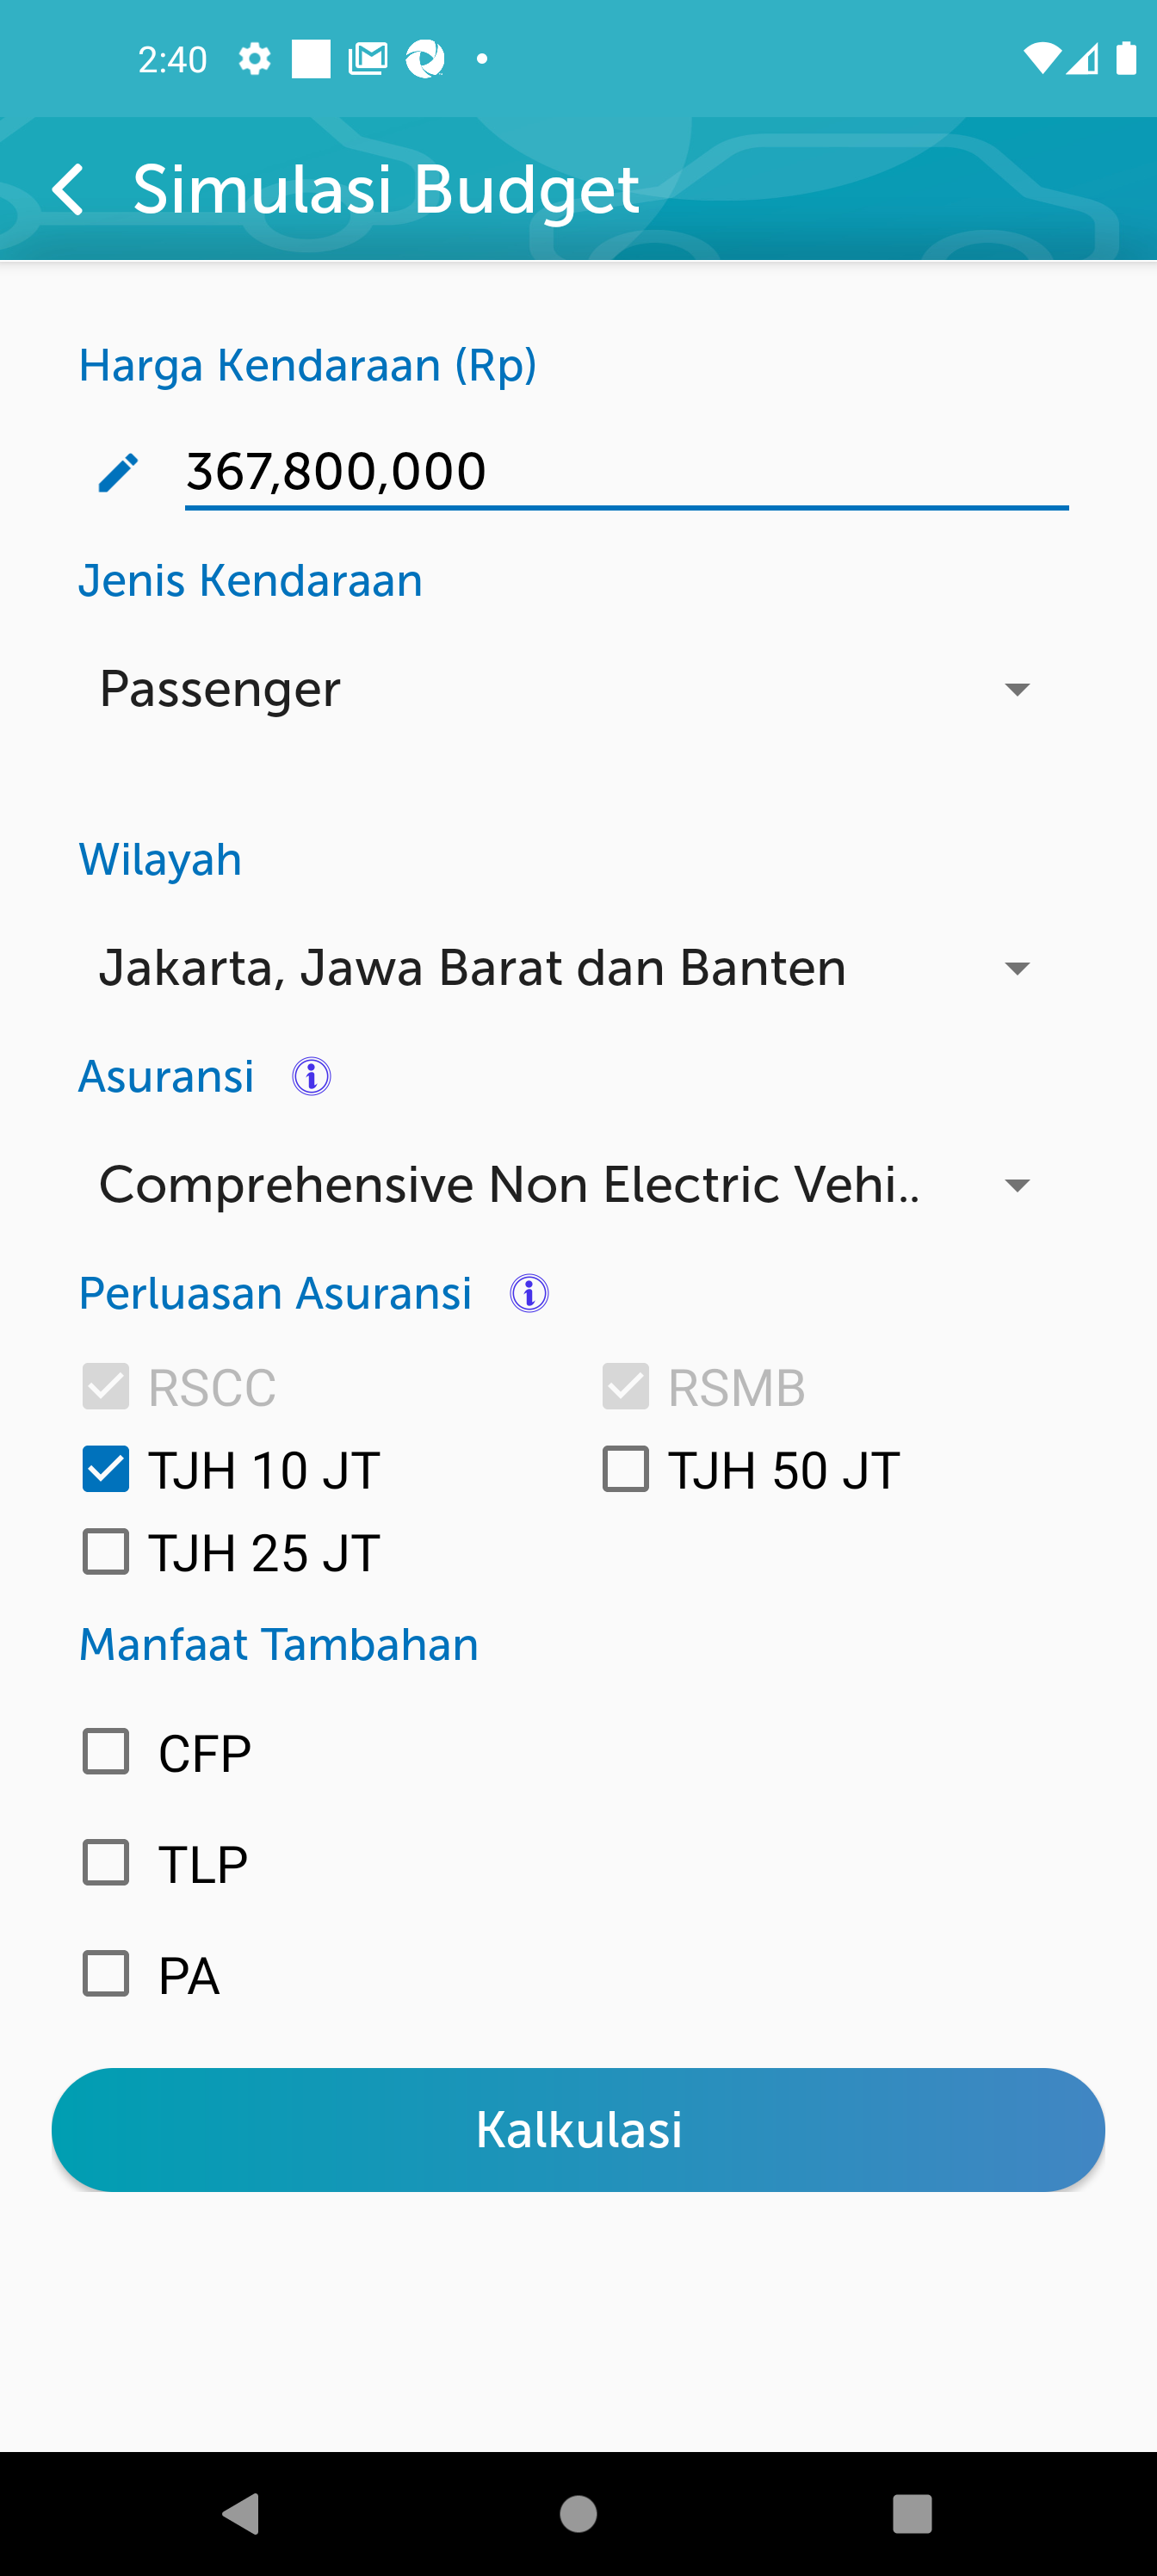 2:40
Simulasi Budget
Harga Kendaraan (Rp)
367,800,000
Jenis Kendaraan
Passenger
Wilayah
Jakarta, Jawa Barat dan Banten
Asuransi
Comprehensive Non Electric Vehi..
Perluasan Asuransi
RSCC RSMB
TJH 10 JT TJH 50 JT
TJH 25 JT
Manfaat Tambahan
CFP
TLP
PA
Kalkulasi